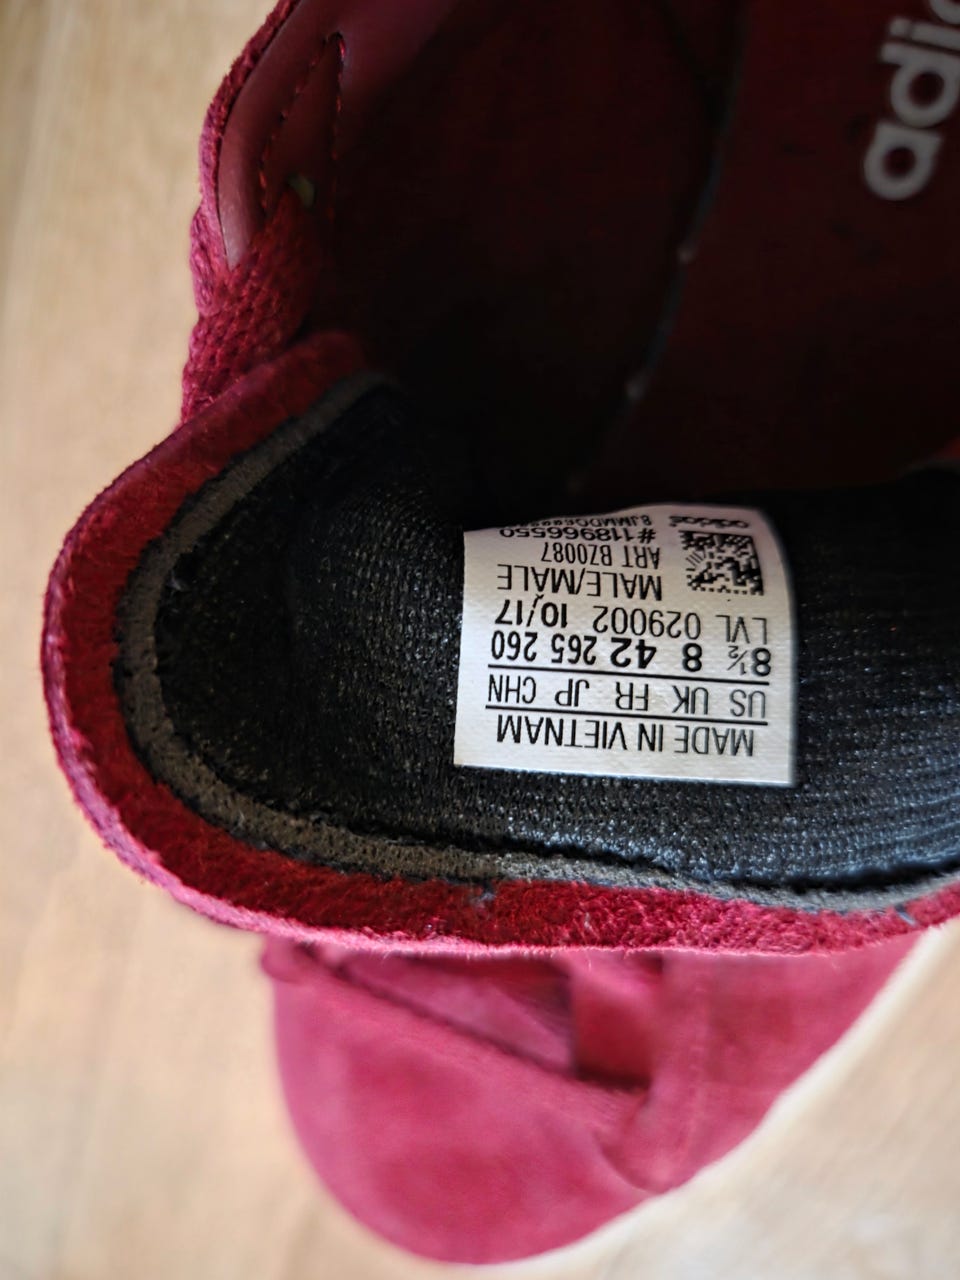 MADE IN VIETNAM
US UK FR JP CHN
8½ 8 42 265 260
LVL 029002 10/17
MALE/MALE
ART BZ0087
#118966550
adidas
adi